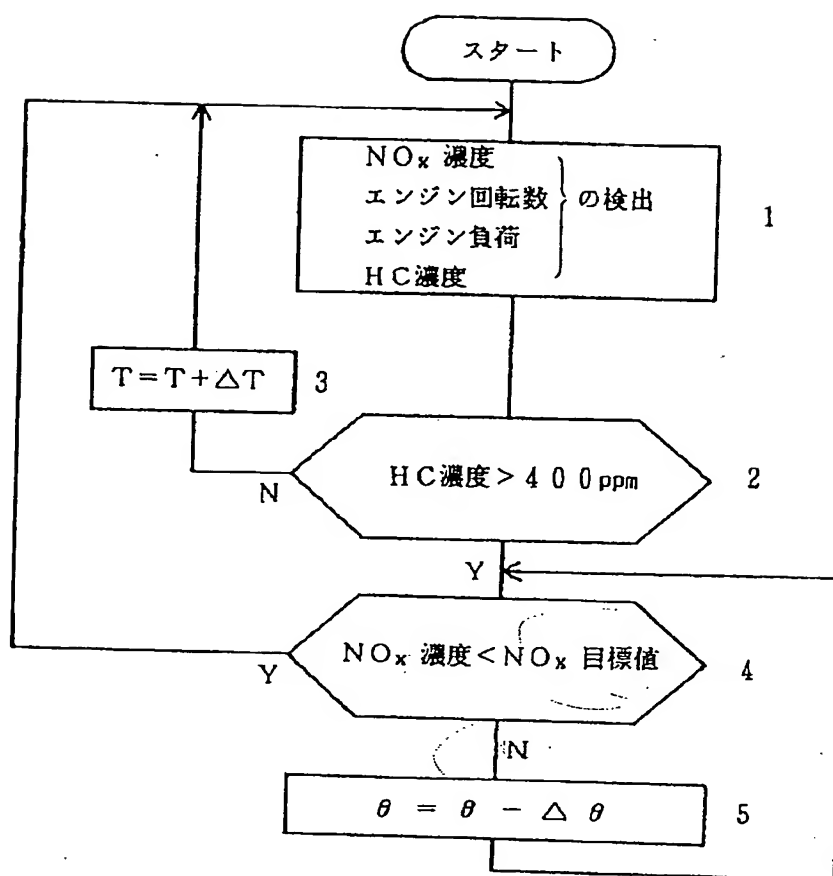 スタート
NOx 濃度
エンジン回転数
エンジン負荷
HC濃度
の検出
1
T=T+△T
3
HC濃度>400ppm
2
N
Y
NOx 濃度<NOx 目標値
4
Y
N
θ = θ - △ θ
5